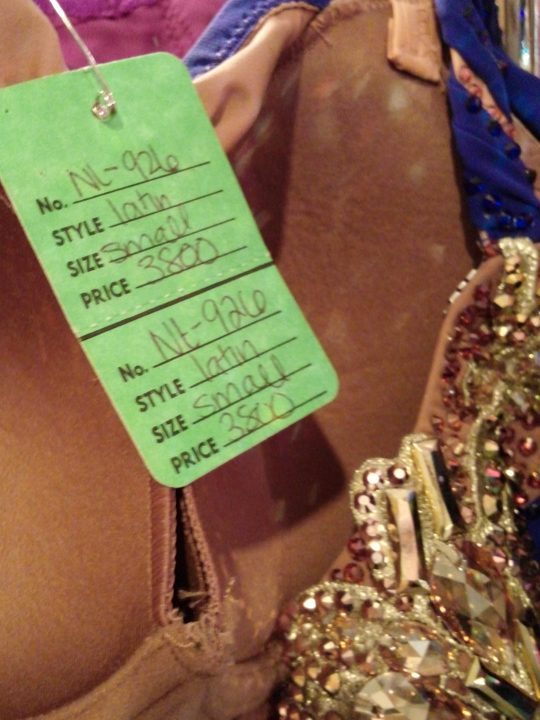 No. NL-926
STYLE latin
SIZE small
PRICE 3800
No. NL-926
STYLE latin
SIZE small
PRICE 3800